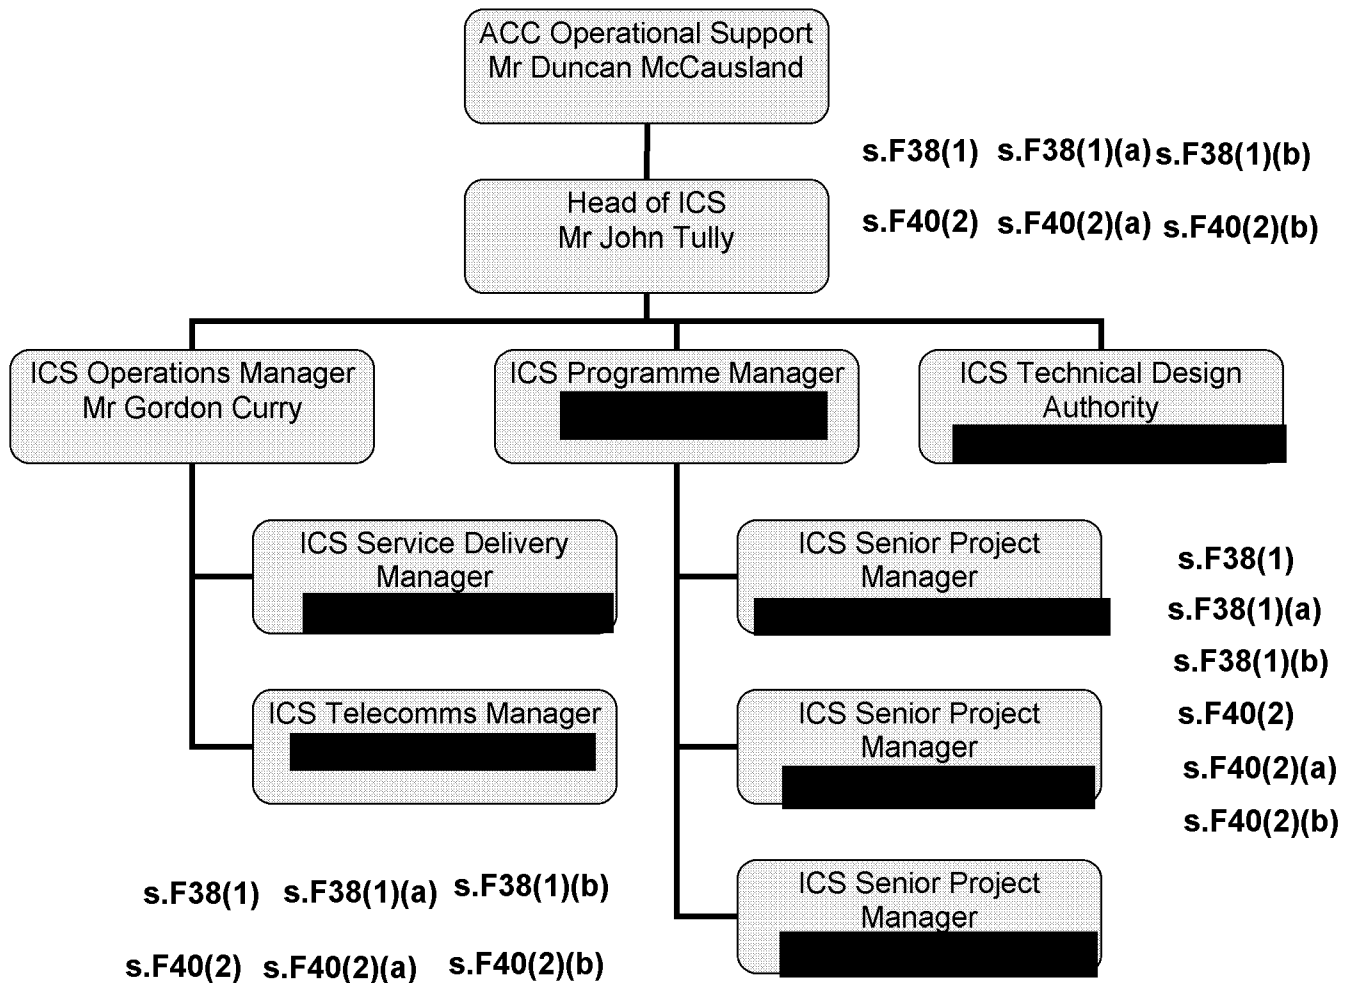 ACC Operational Support
Mr Duncan McCausland
s.F38(1) s.F38(1)(a) s.F38(1)(b)
Head of ICS
Mr John Tully
s.F40(2) s.F40(2)(a) s.F40(2)(b)
ICS Operations Manager
Mr Gordon Curry
ICS Programme Manager
ICS Technical Design
Authority
ICS Service Delivery
Manager
ICS Senior Project
Manager
s.F38(1)
s.F38(1)(a)
s.F38(1)(b)
ICS Telecomms Manager
ICS Senior Project
Manager
s.F40(2)
s.F40(2)(a)
s.F40(2)(b)
ICS Senior Project
Manager
s.F38(1) s.F38(1)(a) s.F38(1)(b)
s.F40(2) s.F40(2)(a) s.F40(2)(b)